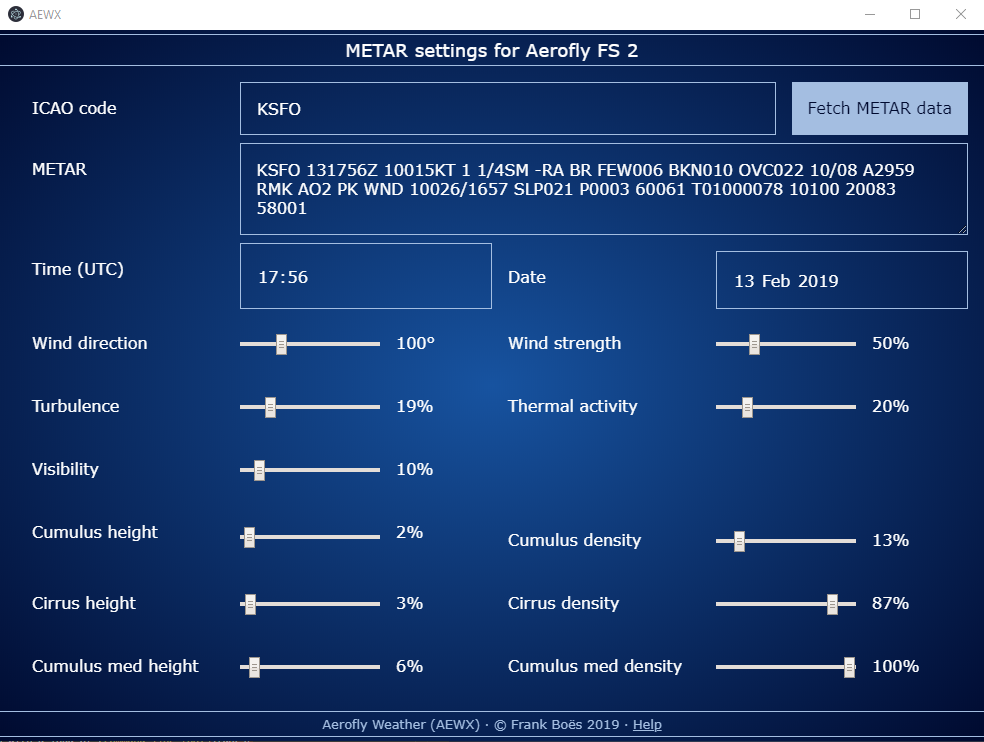 AEWX
METAR settings for Aerofly FS 2
ICAO code KSFO Fetch METAR data
METAR
KSFO 131756Z 10015KT 1 1/4SM -RA BR FEW006 BKN010 OVC022 10/08 A2959
RMK AO2 PK WND 10026/1657 SLP021 P0003 60061 T01000078 10100 20083
58001
Time (UTC) 17:56 Date 13 Feb 2019
Wind direction 100° Wind strength 50%
Turbulence 19% Thermal activity 20%
Visibility 10%
Cumulus height 2% Cumulus density 13%
Cirrus height 3% Cirrus density 87%
Cumulus med height 6% Cumulus med density 100%
Aerofly Weather (AEWX) · © Frank Boës 2019 · Help